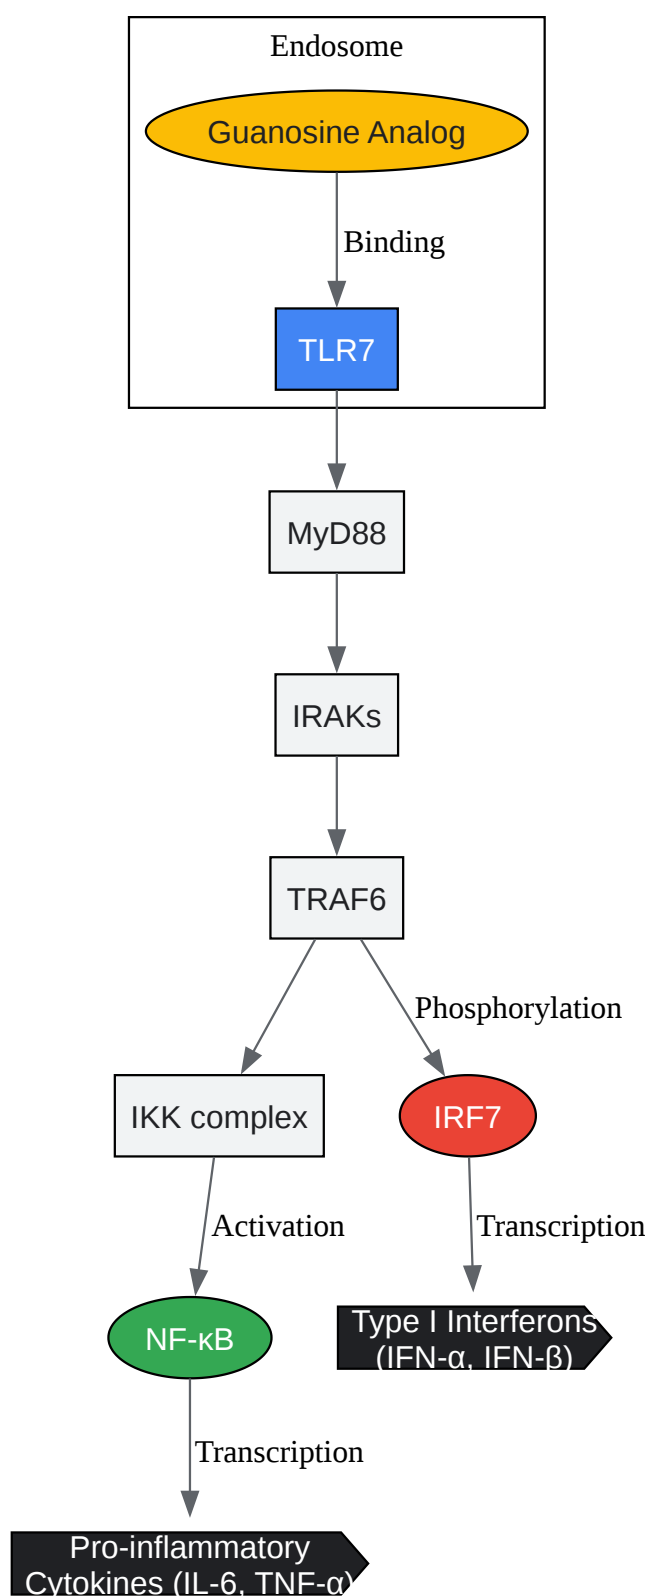 Endosome
Guanosine Analog
Binding
TLR7
MyD88
IRAKs
TRAF6
Phosphorylation
IKK complex
IRF7
Activation
Transcription
NF-κB
Type I Interferons
(IFN-α, IFN-β)
Transcription
Pro-inflammatory
Cytokines (IL-6, TNF-α)